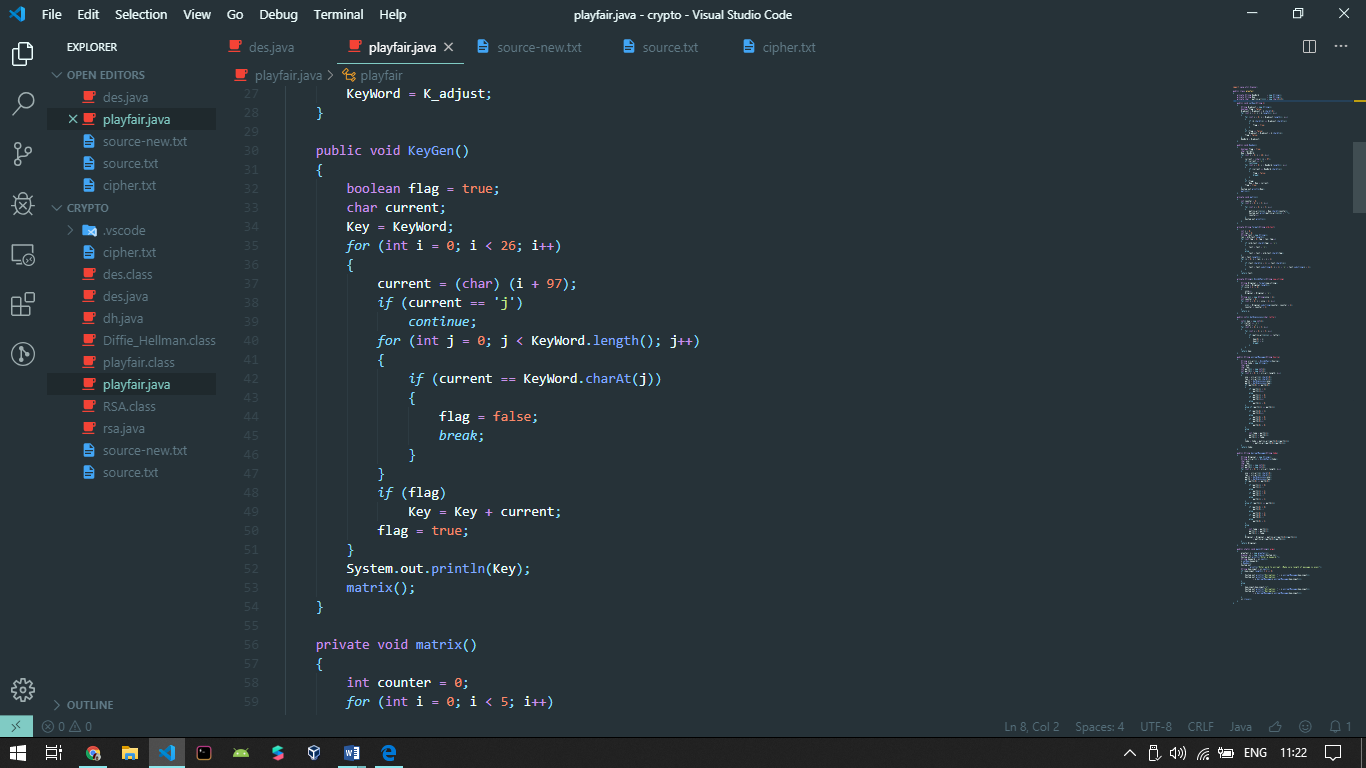 File Edit Selection View Go Debug Terminal Help
playfair.java - crypto - Visual Studio Code
EXPLORER
OPEN EDITORS
des.java
playfair.java
source-new.txt
source.txt
cipher.txt
CRYPTO
.vscode
cipher.txt
des.class
des.java
dh.java
Diffie_Hellman.class
playfair.class
playfair.java
RSA.class
rsa.java
source-new.txt
source.txt
OUTLINE
des.java playfair.java source-new.txt source.txt cipher.txt
playfair.java > playfair
27 KeyWord = K_adjust;
28 }
29
30 public void KeyGen()
31 {
32 boolean flag = true;
33 char current;
34 Key = KeyWord;
35 for (int i = 0; i < 26; i++)
36 {
37 current = (char) (i + 97);
38 if (current == 'j')
39 continue;
40 for (int j = 0; j < KeyWord.length(); j++)
41 {
42 if (current == KeyWord.charAt(j))
43 {
44 flag = false;
45 break;
46 }
47 }
48 if (flag)
49 Key = Key + current;
50 flag = true;
51 }
52 System.out.println(Key);
53 matrix();
54 }
55
56 private void matrix()
57 {
58 int counter = 0;
59 for (int i = 0; i < 5; i++)
0 0 Ln 8, Col 2 Spaces: 4 UTF-8 CRLF Java 1
ENG 11:22